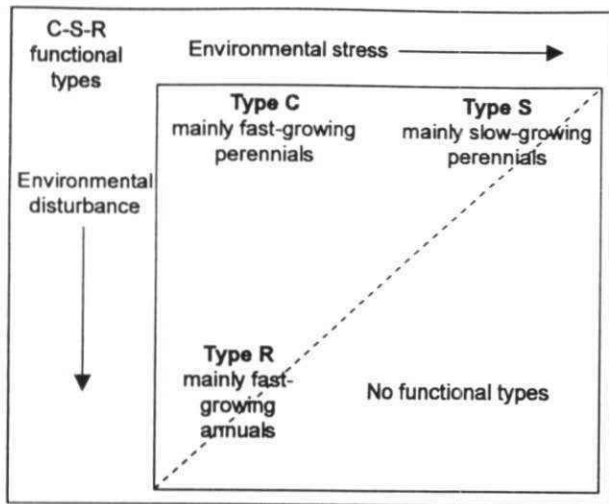 C-S-R
functional
types
Environmental stress
Type C
mainly fast-growing
perennials
Type S
mainly slow-growing
perennials
Environmental
disturbance
Type R
mainly fast-
growing
annuals
No functional types